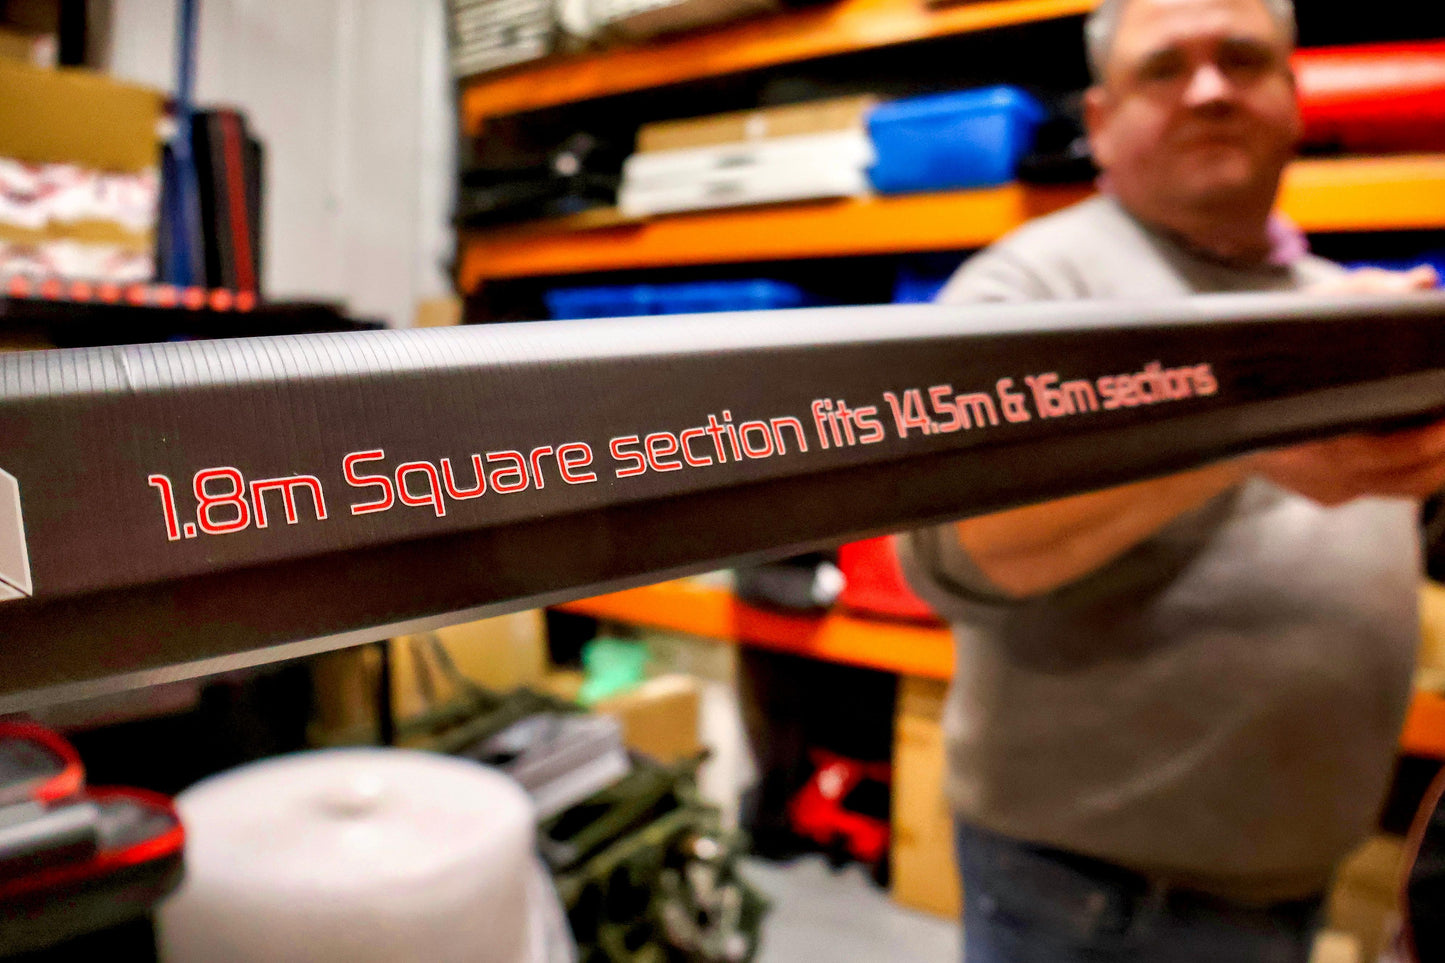 1.8m Square section fits 14.5m & 16m sections